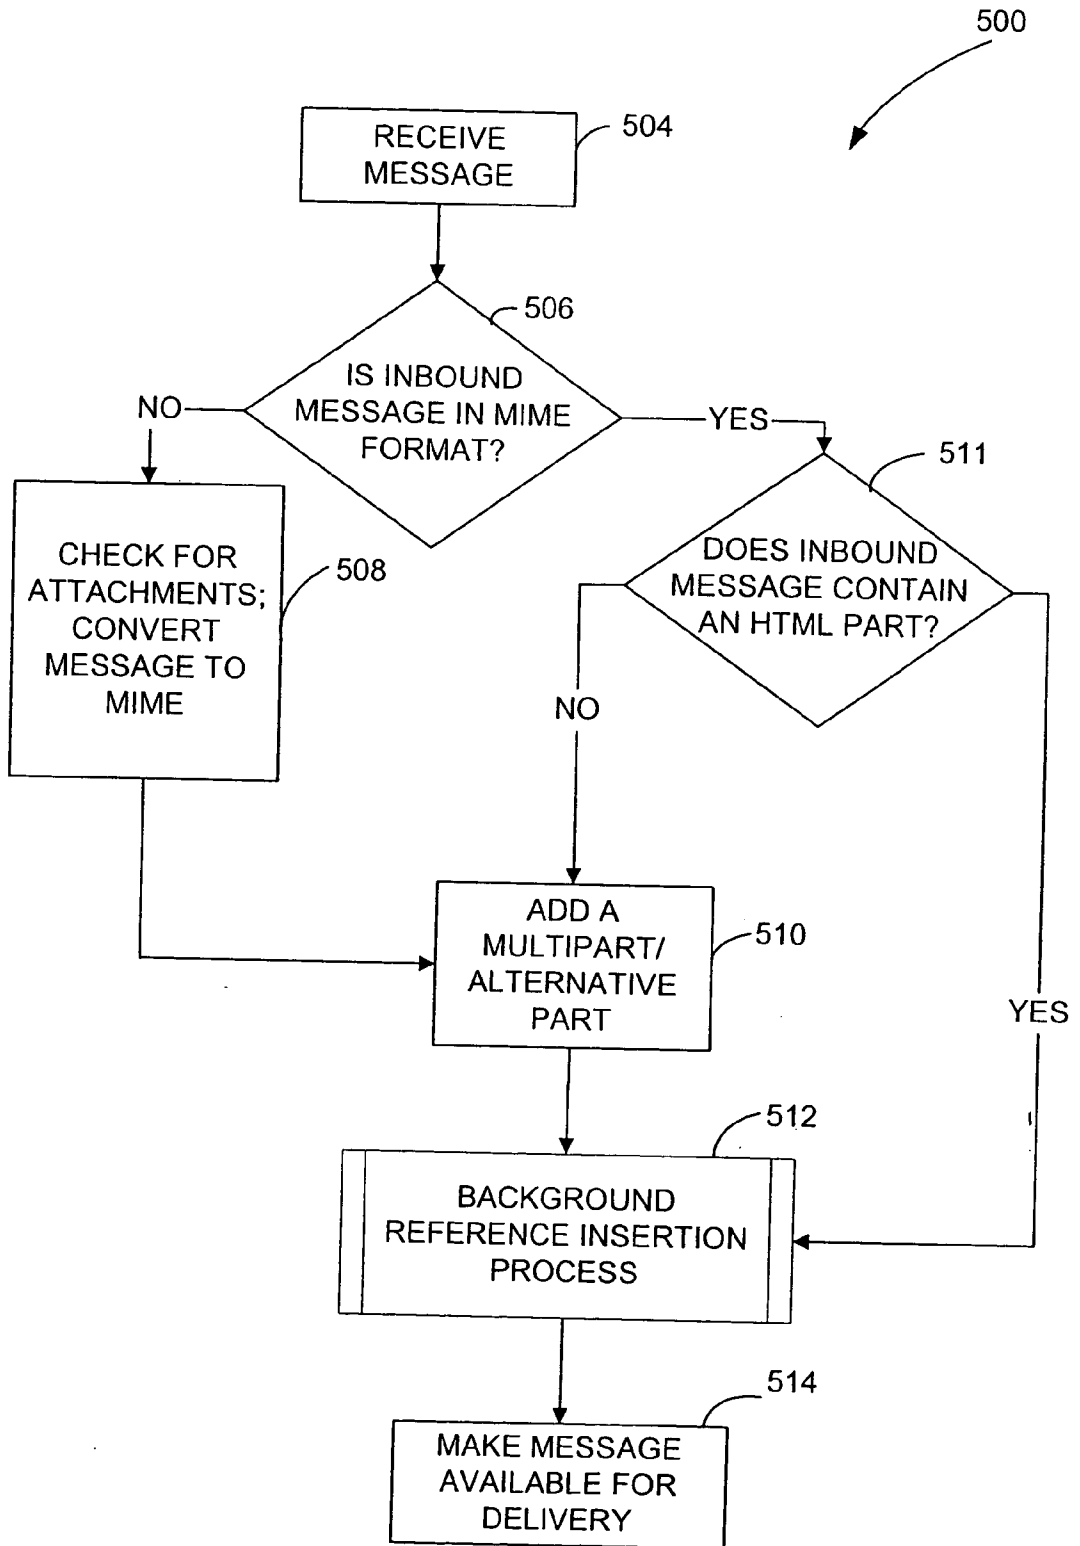 500
RECEIVE
MESSAGE
504
506
IS INBOUND
MESSAGE IN MIME
FORMAT?
NO
YES
511
CHECK FOR
ATTACHMENTS;
CONVERT
MESSAGE TO
MIME
508
DOES INBOUND
MESSAGE CONTAIN
AN HTML PART?
NO
YES
ADD A
MULTIPART/
ALTERNATIVE
PART
510
512
BACKGROUND
REFERENCE INSERTION
PROCESS
514
MAKE MESSAGE
AVAILABLE FOR
DELIVERY